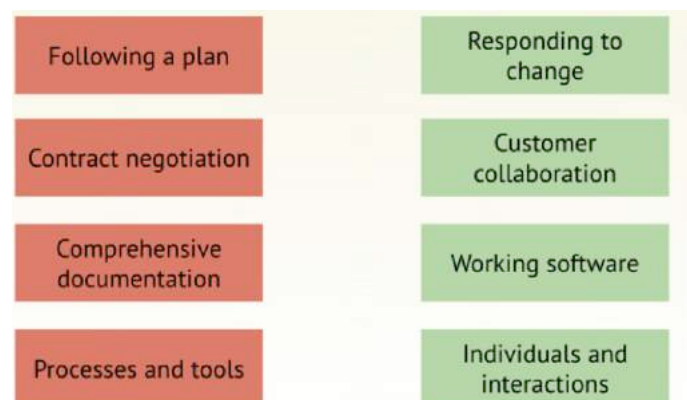 Following a plan
Responding to
change
Contract negotiation
Customer
collaboration
Comprehensive
documentation
Working software
Processes and tools
Individuals and
interactions